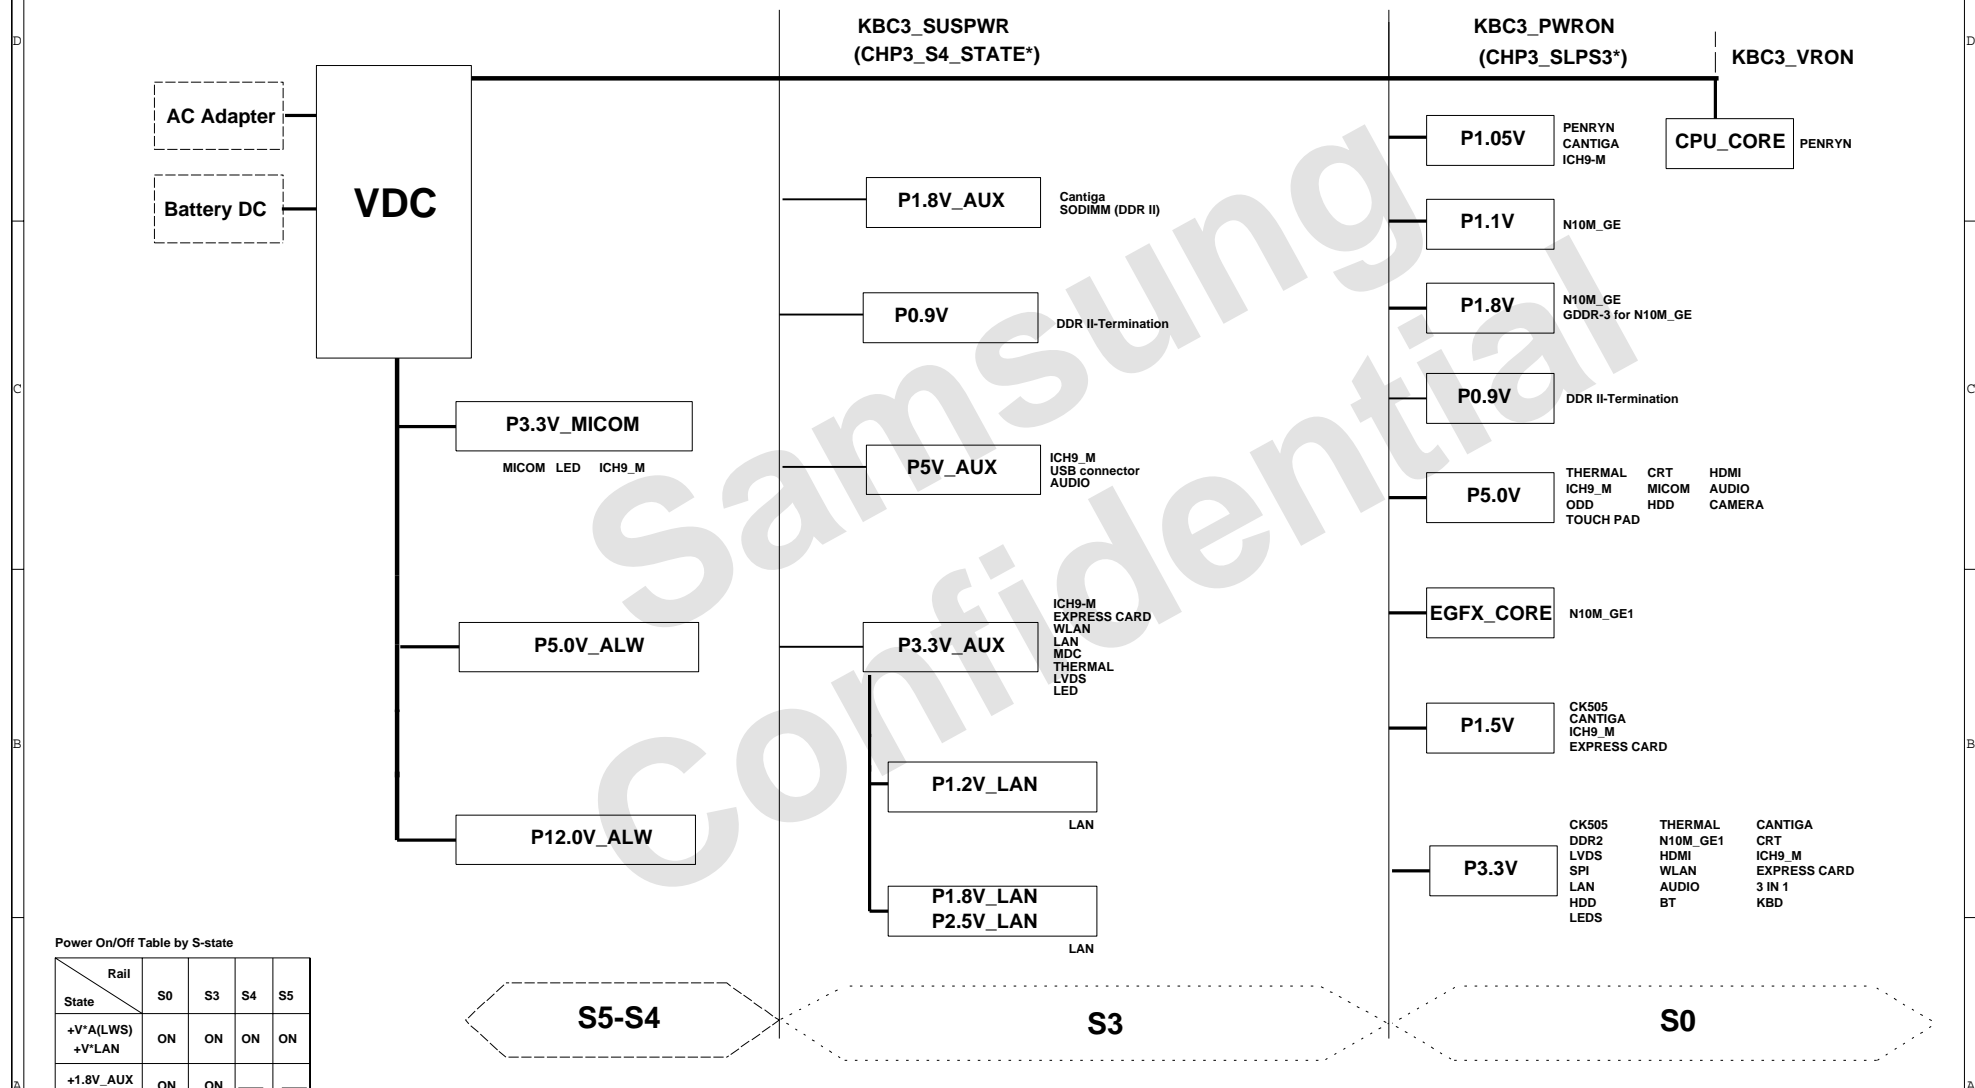 D
KBC3_SUSPWR
(CHP3_S4_STATE*)
KBC3_PWRON
(CHP3_SLPS3*)
KBC3_VRON
D
AC Adapter
Battery DC
VDC
P1.8V_AUX
Cantiga
SODIMM (DDR II)
P0.9V
DDR II-Termination
P1.05V
PENRYN
CANTIGA
ICH9-M
CPU_CORE
PENRYN
P1.1V
N10M_GE
P1.8V
N10M_GE
GDDR-3 for N10M_GE
C
P0.9V
DDR II-Termination
C
P3.3V_MICOM
MICOM LED ICH9_M
P5V_AUX
ICH9_M
USB connector
AUDIO
P5.0V
THERMAL CRT HDMI
ICH9_M MICOM AUDIO
ODD HDD CAMERA
TOUCH PAD
P5.0V_ALW
P3.3V_AUX
ICH9-M
EXPRESS CARD
WLAN
LAN
MDC
THERMAL
LVDS
LED
EGFX_CORE
N10M_GE1
B
P1.5V
CK505
CANTIGA
ICH9_M
EXPRESS CARD
B
P12.0V_ALW
P1.2V_LAN
LAN
P1.8V_LAN
P2.5V_LAN
LAN
P3.3V
CK505 THERMAL CANTIGA
DDR2 N10M_GE1 CRT
LVDS HDMI ICH9_M
SPI WLAN EXPRESS CARD
LAN AUDIO 3 IN 1
HDD BT KBD
LEDS
Samsung
Confidential
Power On/Off Table by S-state
Rail
State
S0 S3 S4 S5
+V*A(LWS)
+V*LAN
ON ON ON ON
+1.8V_AUX
ON ON
S5-S4
S3
S0
A
A